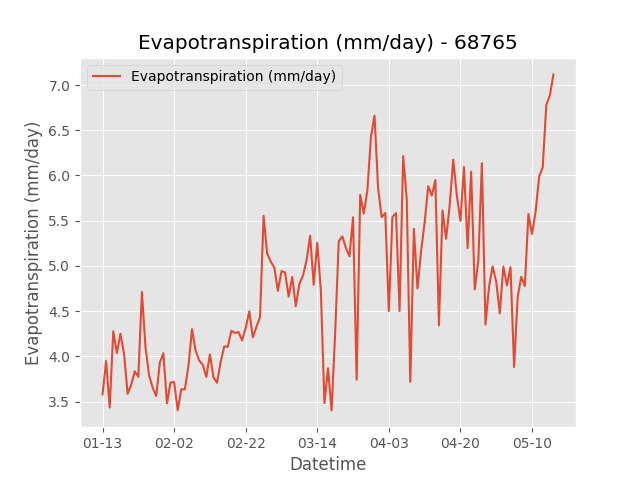 Evapotranspiration (mm/day) - 68765
Evapotranspiration (mm/day)
Evapotranspiration (mm/day)
7.0
6.5
6.0
5.5
5.0
4.5
4.0
3.5
01-13 02-02 02-22 03-14 04-03 04-20 05-10
Datetime